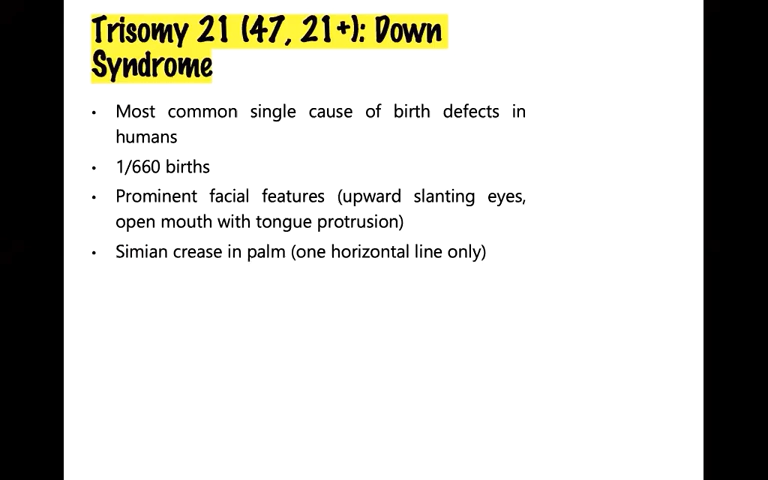 Trisomy 21 (47, 21+): Down
Syndrome
• Most common single cause of birth defects in
humans
• 1/660 births
• Prominent facial features (upward slanting eyes,
open mouth with tongue protrusion)
• Simian crease in palm (one horizontal line only)